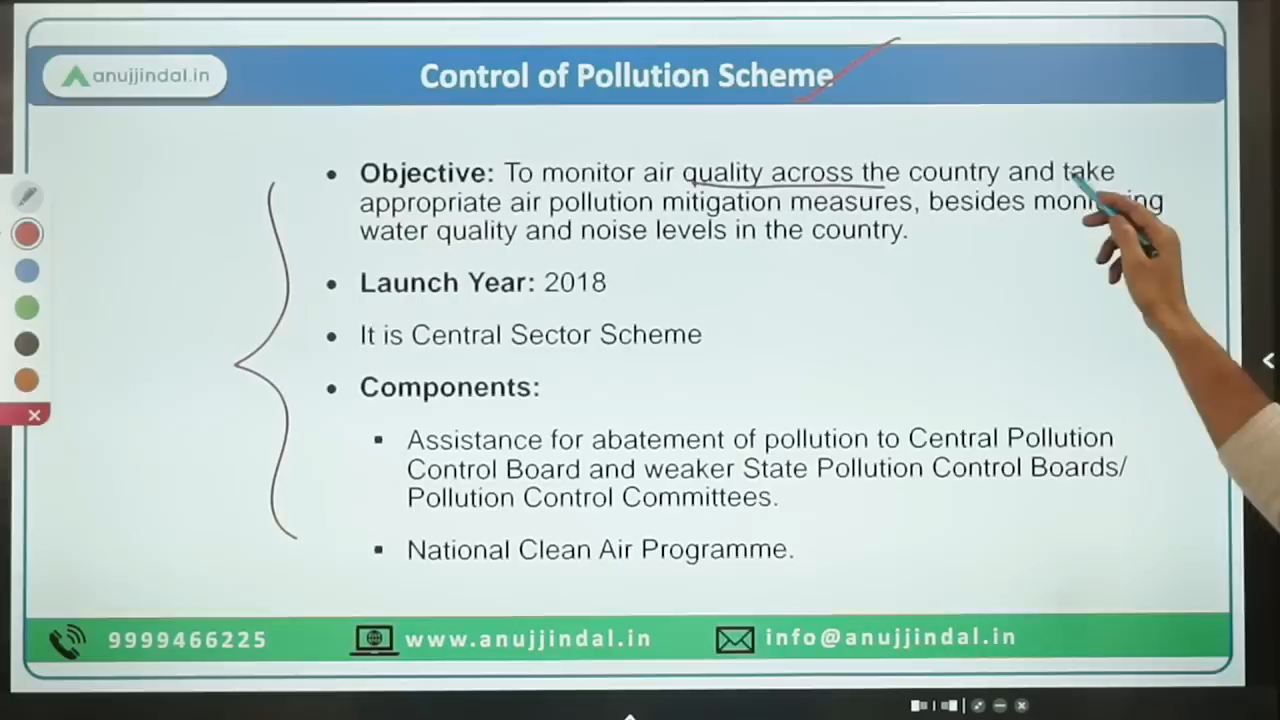 anujjindal.in
Control of Pollution Scheme
• Objective: To monitor air quality across the country and take
appropriate air pollution mitigation measures, besides monitoring
water quality and noise levels in the country.
• Launch Year: 2018
• It is Central Sector Scheme
• Components:
▪ Assistance for abatement of pollution to Central Pollution
Control Board and weaker State Pollution Control Boards/
Pollution Control Committees.
▪ National Clean Air Programme.
9999466225 www.anujjindal.in info@anujjindal.in